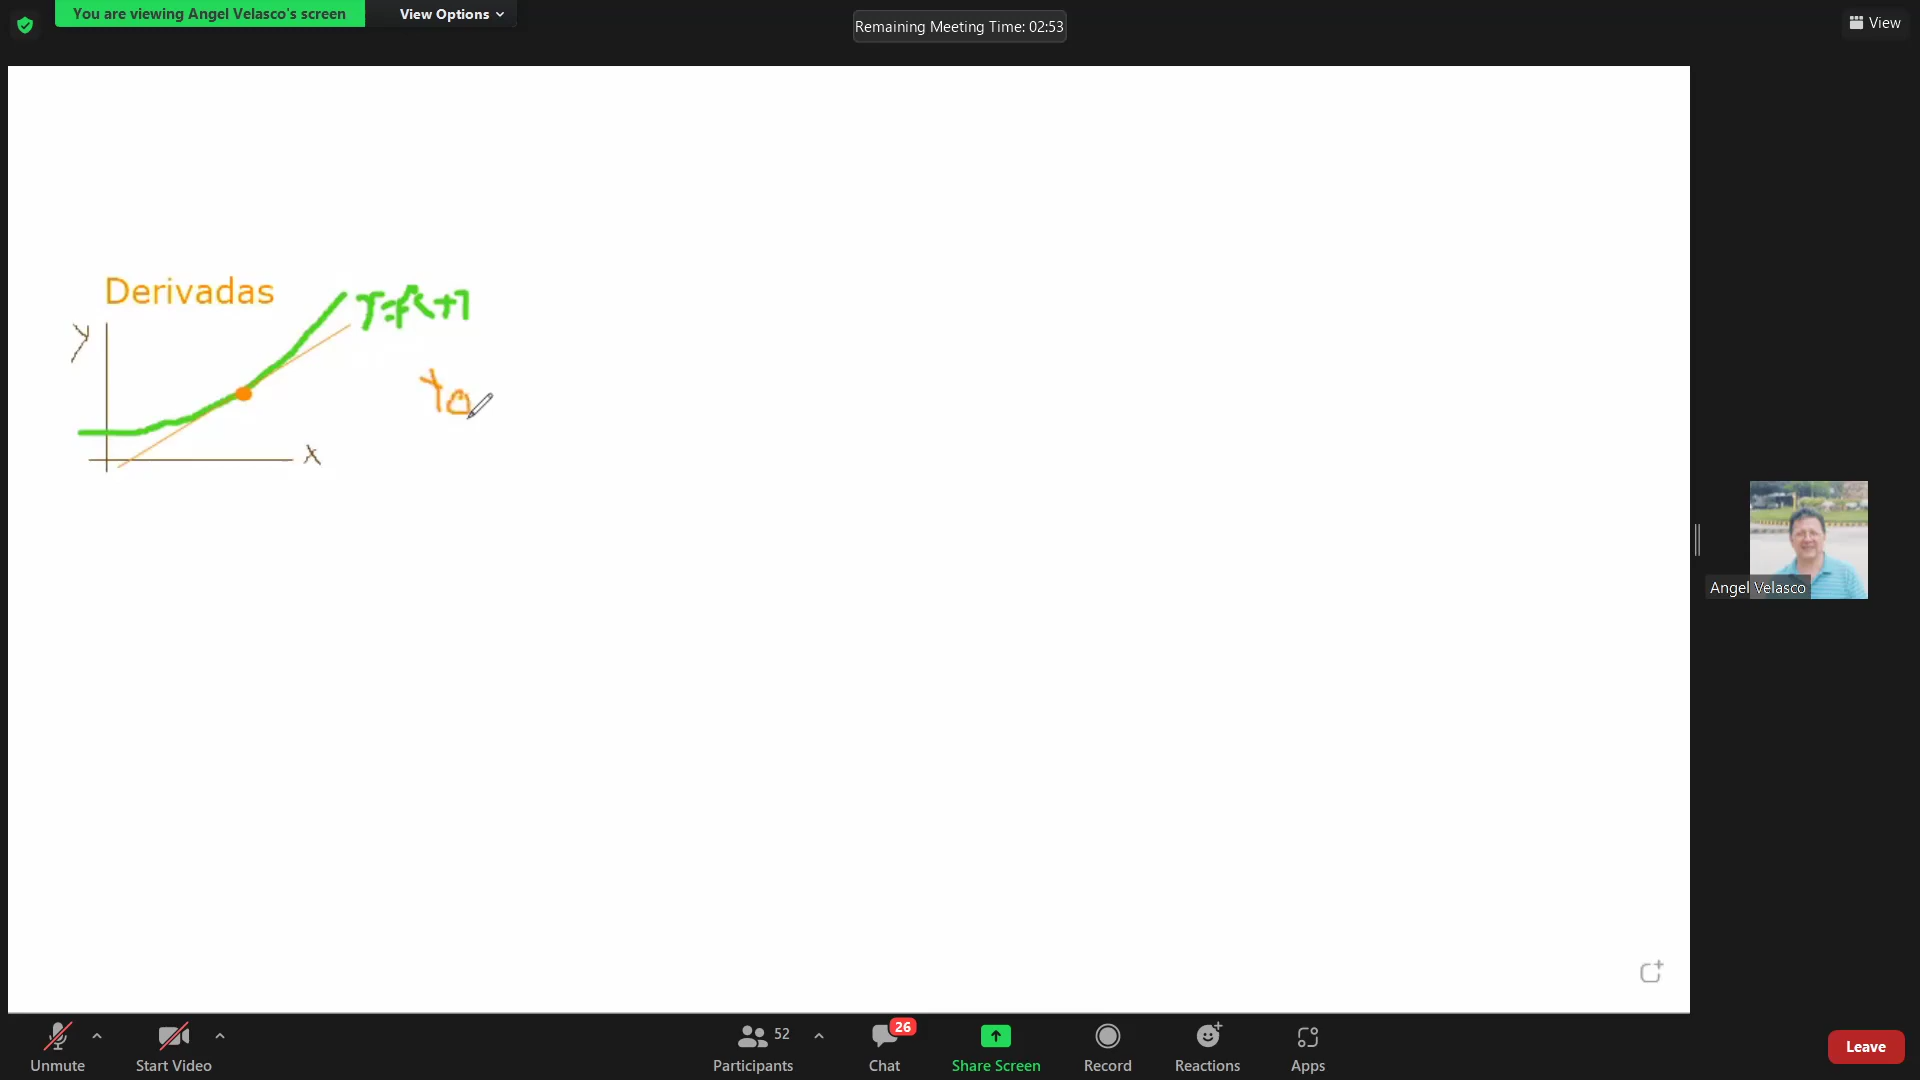 You are viewing Angel Velasco's screen View Options
Remaining Meeting Time: 02:53
View
Derivadas
y
x
Angel Velasco
Unmute
Start Video
52
Participants
26
Chat
Share Screen
Record
Reactions
Apps
Leave